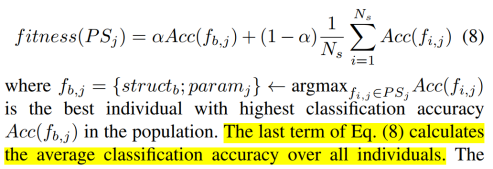 fitness(PS_j) = αAcc(f_{b,j}) + (1 − α) \frac{1}{N_s} \sum_{i=1}^{N_s} Acc(f_{i,j}) (8)
where f_{b,j} = {struct_b; param_j} ← argmax_{f_{i,j}∈PS_j} Acc(f_{i,j})
is the best individual with highest classification accuracy
Acc(f_{b,j}) in the population. The last term of Eq. (8) calculates
the average classification accuracy over all individuals. The